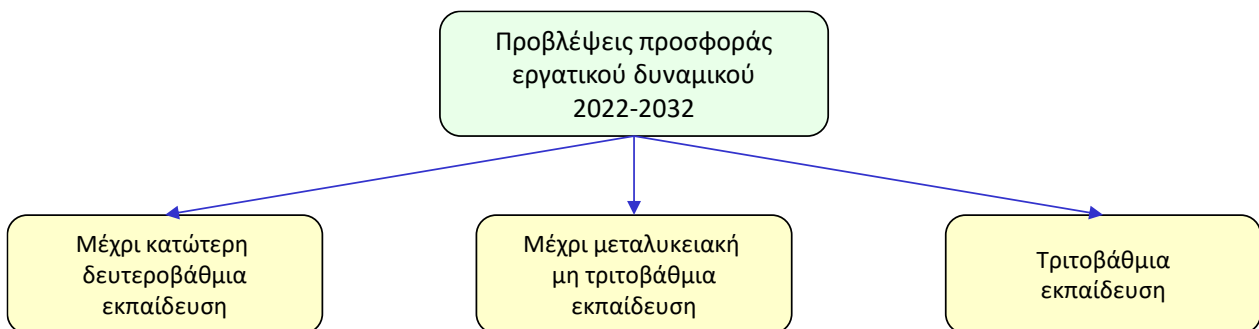 Προβλέψεις προσφοράς
εργατικού δυναμικού
2022-2032
Μέχρι κατώτερη
δευτεροβάθμια
εκπαίδευση
Μέχρι μεταλυκειακή
μη τριτοβάθμια
εκπαίδευση
Τριτοβάθμια
εκπαίδευση